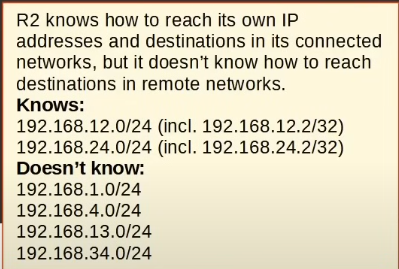 R2 knows how to reach its own IP
addresses and destinations in its connected
networks, but it doesn't know how to reach
destinations in remote networks.
Knows:
192.168.12.0/24 (incl. 192.168.12.2/32)
192.168.24.0/24 (incl. 192.168.24.2/32)
Doesn't know:
192.168.1.0/24
192.168.4.0/24
192.168.13.0/24
192.168.34.0/24